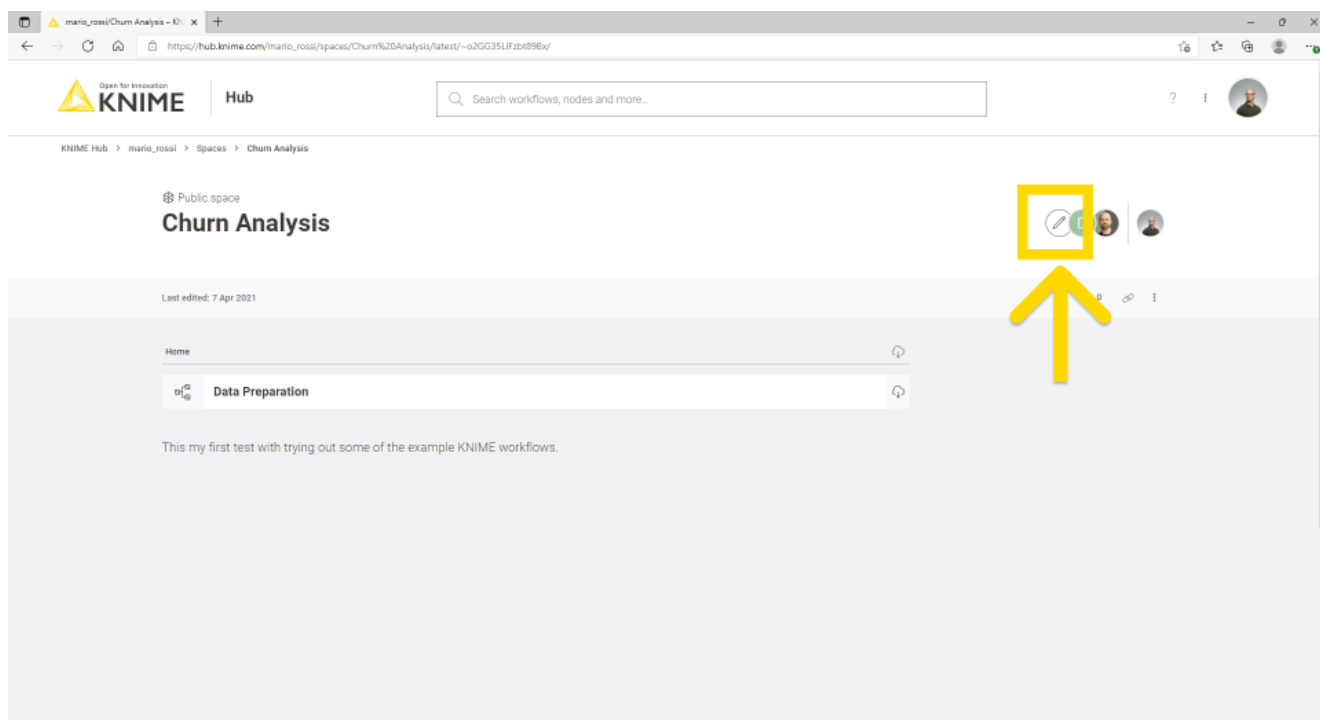 mario_rossi/Churn Analysis – KN
https://hub.knime.com/mario_rossi/spaces/Churn%20Analysis/latest/~o2GG35LIFzbt89Bx/
Open for Innovation
KNIME
Hub
Search workflows, nodes and more...
?
KNIME Hub > mario_rossi > Spaces > Churn Analysis
Public space
Churn Analysis
Last edited: 7 Apr 2021
0
Home
Data Preparation
This my first test with trying out some of the example KNIME workflows.